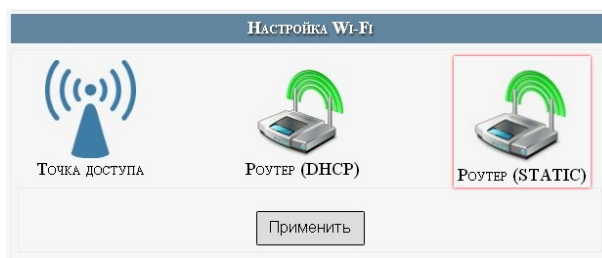 Настройка Wi-Fi
Точка доступа Роутер (DHCP) Роутер (STATIC)
Применить